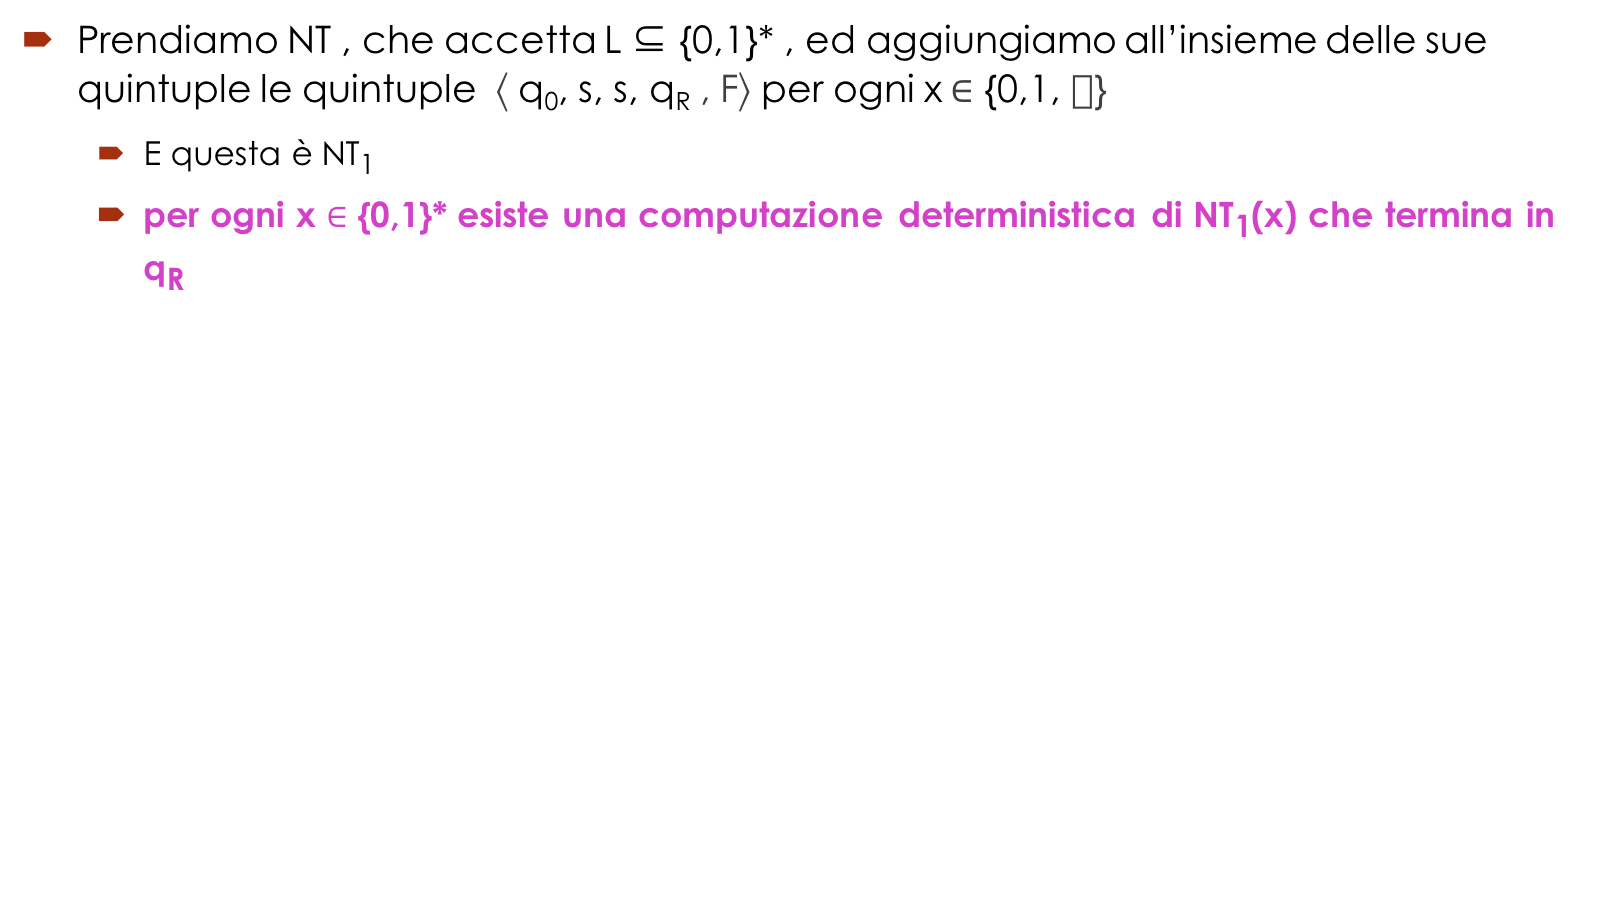 Prendiamo NT , che accetta L ⊆ {0,1}* , ed aggiungiamo all’insieme delle sue
quintuple le quintuple 〈 q0, s, s, qR , F〉 per ogni x ∈ {0,1, ▯}
E questa è NT1
per ogni x ∈ {0,1}* esiste una computazione deterministica di NT1(x) che termina in
qR